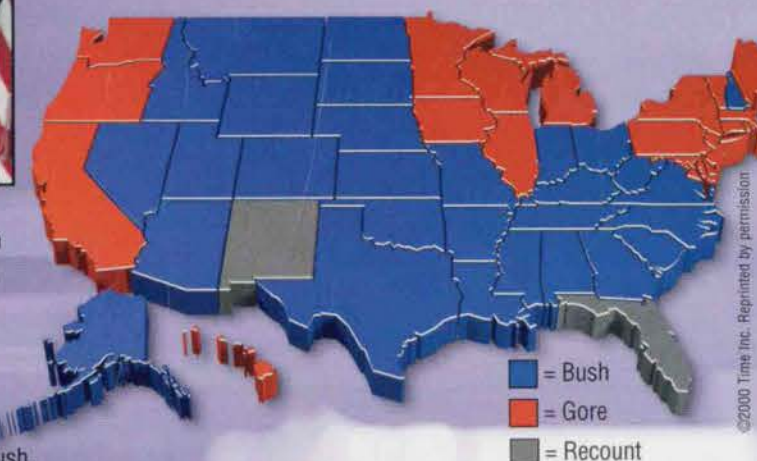 = Bush
= Gore
= Recount
©2000 Time Inc. Reprinted by permission